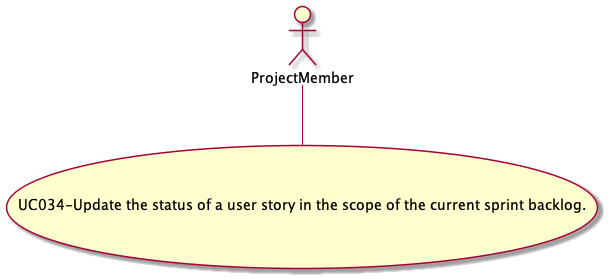 ProjectMember
UC034-Update the status of a user story in the scope of the current sprint backlog.